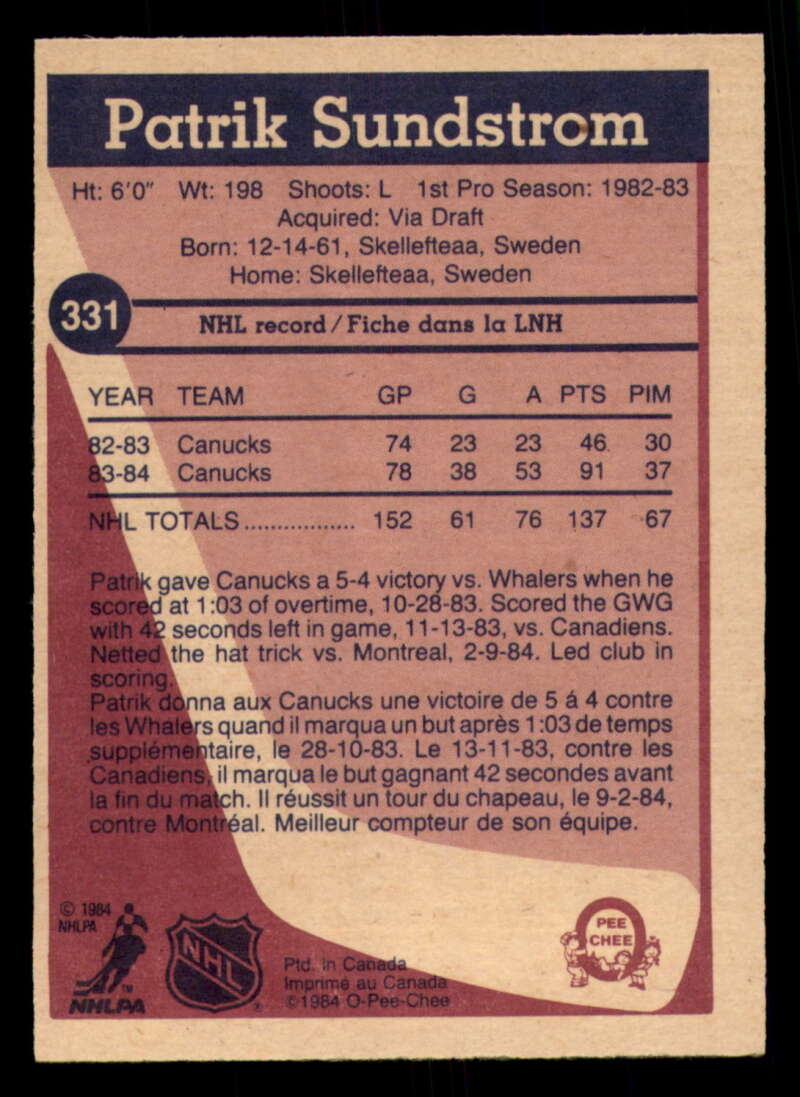 Patrik Sundstrom
Ht: 6'0" Wt: 198 Shoots: L 1st Pro Season: 1982-83
Acquired: Via Draft
Born: 12-14-61, Skellefteaa, Sweden
Home: Skellefteaa, Sweden
331
NHL record/Fiche dans la LNH
YEAR TEAM GP G A PTS PIM
82-83 Canucks 74 23 23 46 30
83-84 Canucks 78 38 53 91 37
NHL TOTALS................. 152 61 76 137 67
Patrik gave Canucks a 5-4 victory vs. Whalers when he
scored at 1:03 of overtime, 10-28-83. Scored the GWG
with 42 seconds left in game, 11-13-83, vs. Canadiens.
Netted the hat trick vs. Montreal, 2-9-84. Led club in
scoring.
Patrik donna aux Canucks une victoire de 5 á 4 contre
les Whalers quand il marqua un but après 1:03 de temps
supplémentaire, le 28-10-83. Le 13-11-83, contre les
Canadiens, il marqua le but gagnant 42 secondes avant
la fin du match. Il réussit un tour du chapeau, le 9-2-84,
contre Montréal. Meilleur compteur de son équipe.
© 1984
NHLPA
TM
NHLPA
NHL
®
Ptd. in Canada
Imprimé au Canada
©1984 O-Pee-Chee
PEE
CHEE